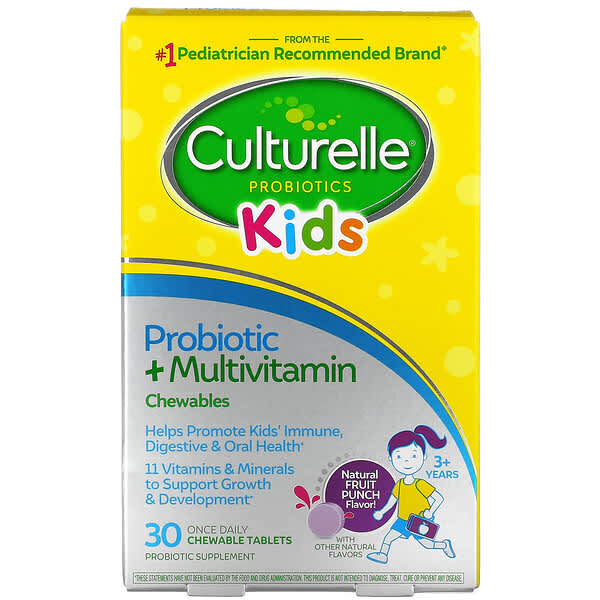 FROM THE
#1 Pediatrician Recommended Brand*
Culturelle®
PROBIOTICS
Kids
Probiotic
+ Multivitamin
Chewables
Helps Promote Kids' Immune,
Digestive & Oral Health*
11 Vitamins & Minerals
to Support Growth
& Development*
30 ONCE DAILY
CHEWABLE TABLETS
PROBIOTIC SUPPLEMENT
Natural
FRUIT
PUNCH
Flavor!
WITH
OTHER NATURAL
FLAVORS
3+
YEARS
*THESE STATEMENTS HAVE NOT BEEN EVALUATED BY THE FOOD AND DRUG ADMINISTRATION. THIS PRODUCT IS NOT INTENDED TO DIAGNOSE, TREAT, CURE OR PREVENT ANY DISEASE.